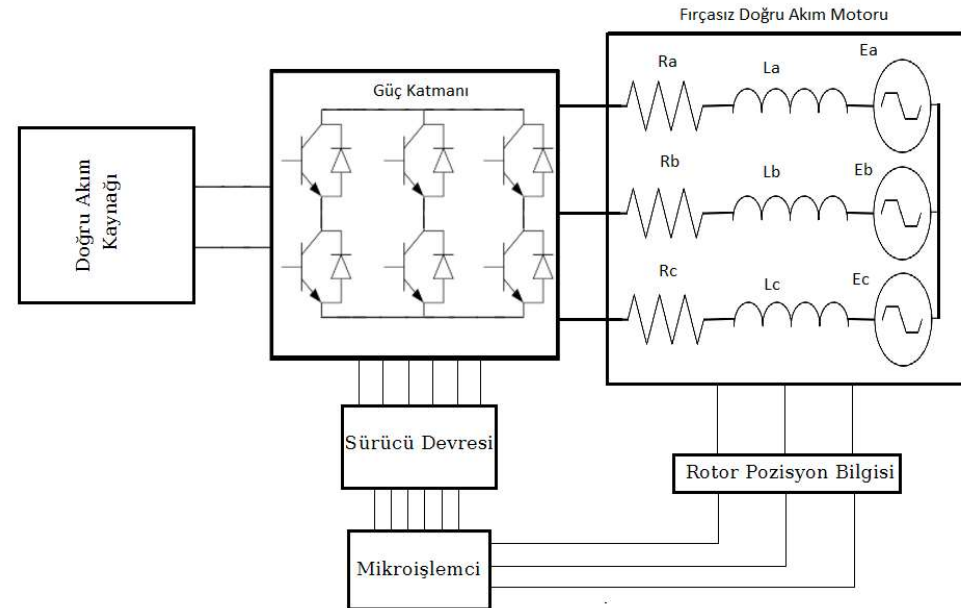 Fırçasız Doğru Akım Motoru
Güç Katmanı
Doğru Akım
Kaynağı
Ra
La
Ea
Rb
Lb
Eb
Rc
Lc
Ec
Sürücü Devresi
Rotor Pozisyon Bilgisi
Mikroişlemci